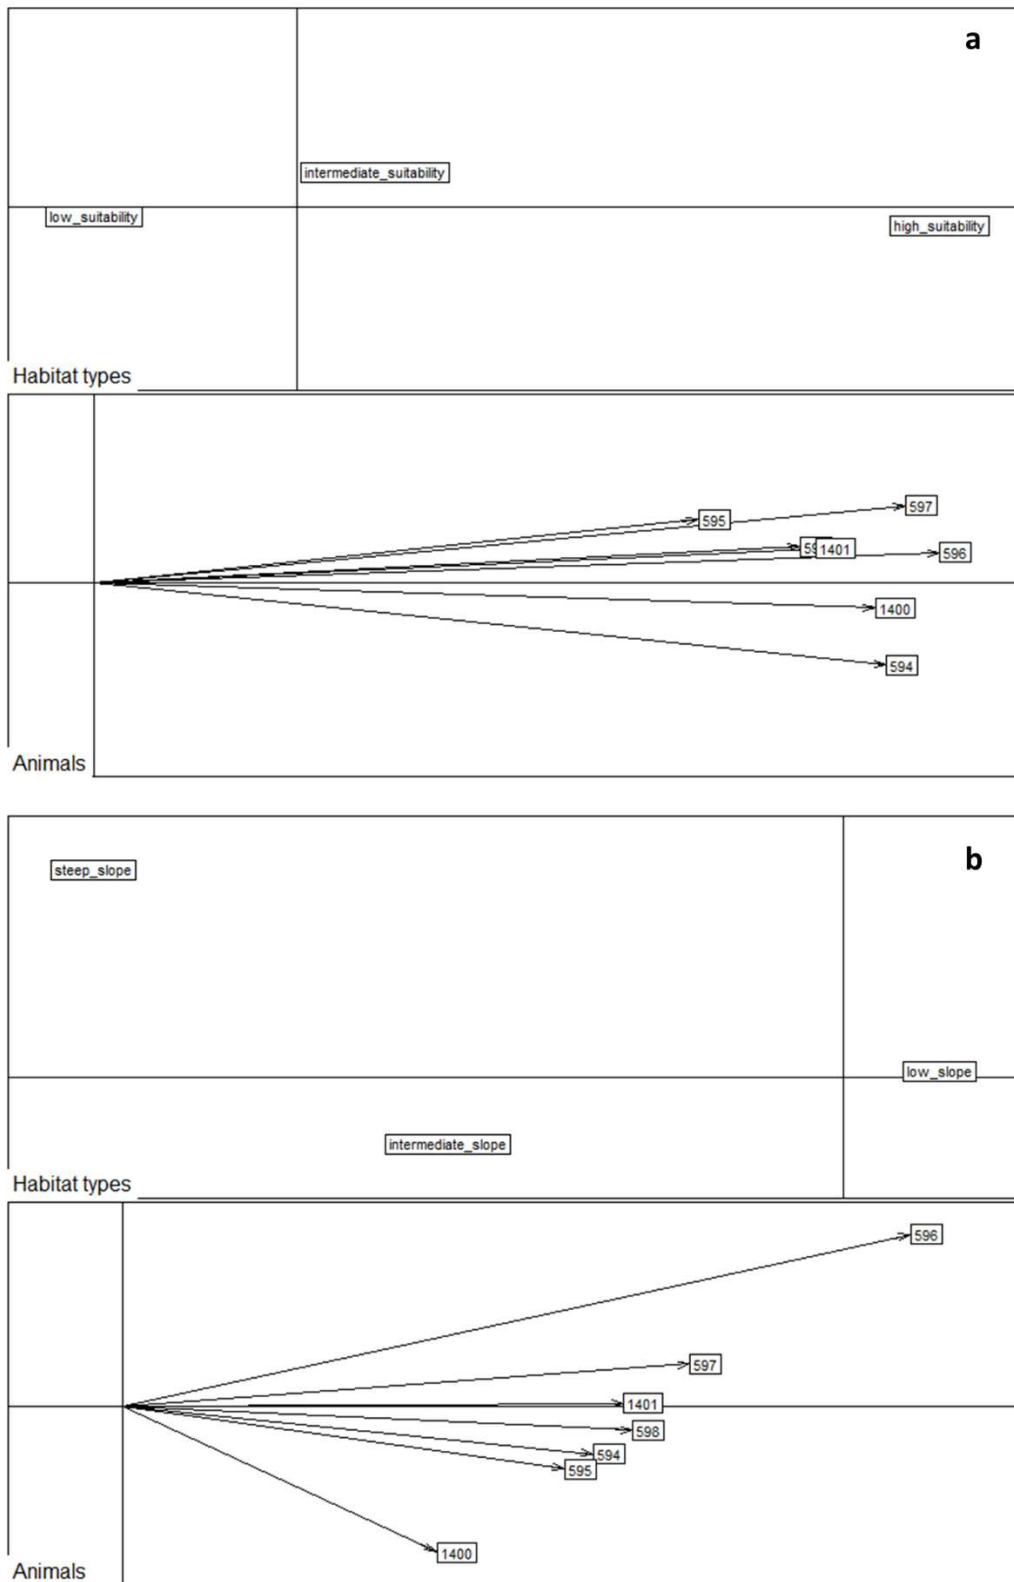 a
intermediate_suitability
low_suitability
high_suitability
Habitat types
597
595
1401
596
1400
594
Animals
b
steep_slope
low_slope
intermediate_slope
Habitat types
596
597
1401
598
594
595
1400
Animals